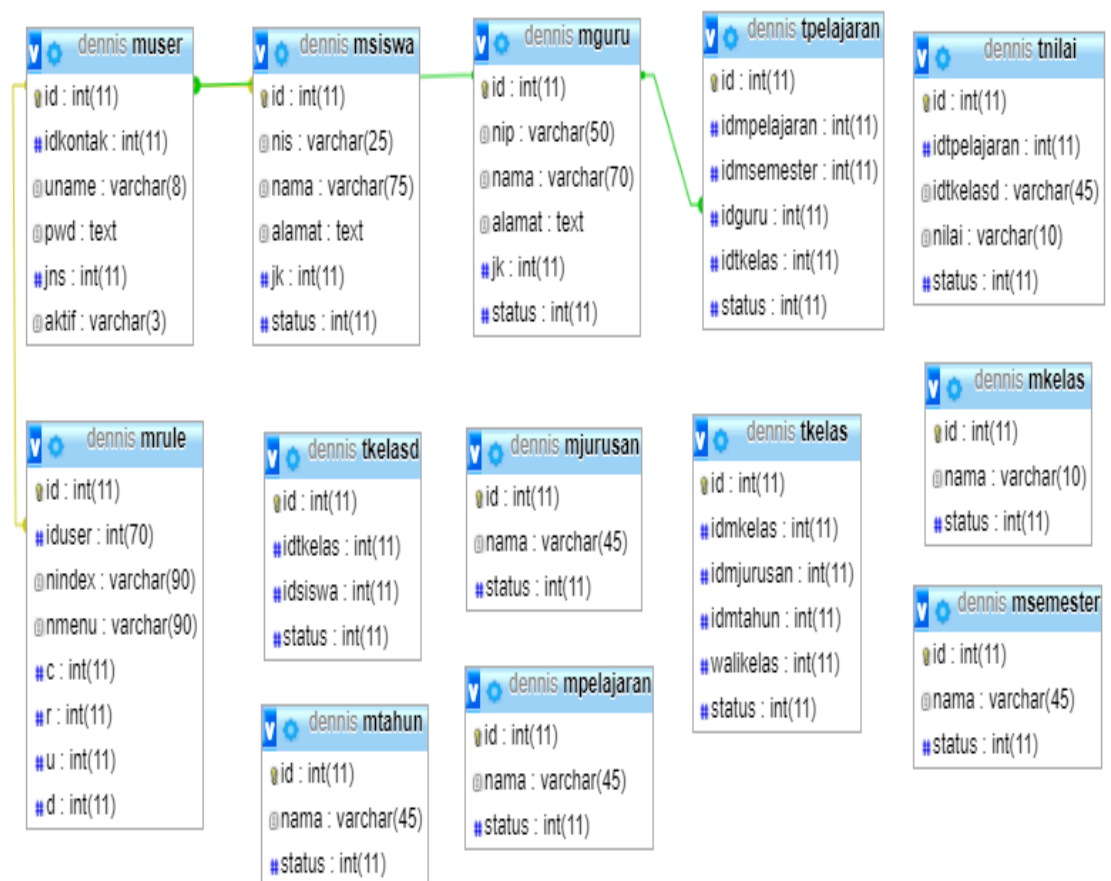 dennis muser
id : int(11)
idkontak : int(11)
uname : varchar(8)
pwd : text
jns : int(11)
aktif : varchar(3)
dennis msiswa
id : int(11)
nis : varchar(25)
nama : varchar(75)
alamat : text
jk : int(11)
status : int(11)
dennis mguru
id : int(11)
nip : varchar(50)
nama : varchar(70)
alamat : text
jk : int(11)
status : int(11)
dennis tpelajaran
id : int(11)
idmpelajaran : int(11)
idmsemester : int(11)
idguru : int(11)
idtkelas : int(11)
status : int(11)
dennis tnilai
id : int(11)
idtpelajaran : int(11)
idtkelasd : varchar(45)
nilai : varchar(10)
status : int(11)
dennis mrule
id : int(11)
iduser : int(70)
nindex : varchar(90)
nmenu : varchar(90)
c : int(11)
r : int(11)
u : int(11)
d : int(11)
dennis tkelasd
id : int(11)
idtkelas : int(11)
idsiswa : int(11)
status : int(11)
dennis mjurusan
id : int(11)
nama : varchar(45)
status : int(11)
dennis tkelas
id : int(11)
idmkelas : int(11)
idmjurusan : int(11)
idmtahun : int(11)
walikelas : int(11)
status : int(11)
dennis mkelas
id : int(11)
nama : varchar(10)
status : int(11)
dennis mtahun
id : int(11)
nama : varchar(45)
status : int(11)
dennis mpelajaran
id : int(11)
nama : varchar(45)
status : int(11)
dennis msemester
id : int(11)
nama : varchar(45)
status : int(11)